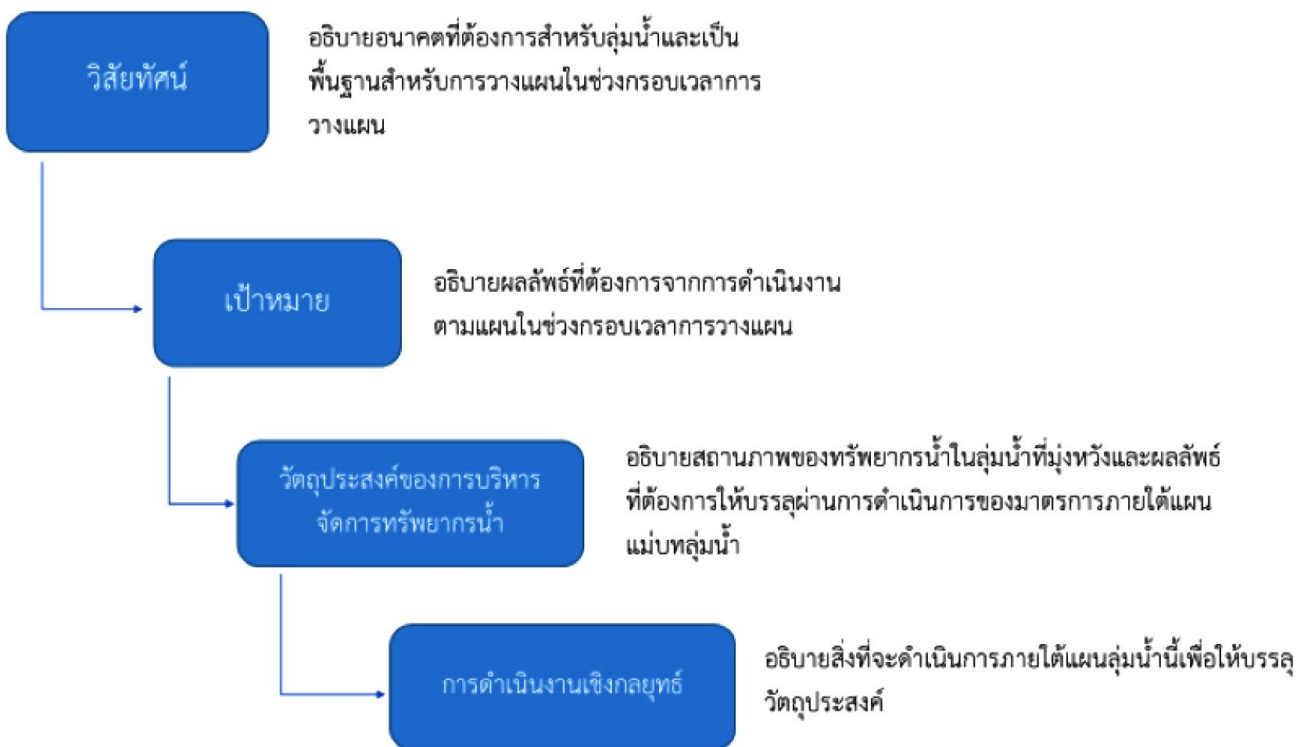 วิสัยทัศน์
อธิบายอนาคตที่ต้องการสำหรับลุ่มน้ำและเป็น
พื้นฐานสำหรับการวางแผนในช่วงกรอบเวลาการ
วางแผน
เป้าหมาย
อธิบายผลลัพธ์ที่ต้องการจากการดำเนินงาน
ตามแผนในช่วงกรอบเวลาการวางแผน
วัตถุประสงค์ของการบริหาร
จัดการทรัพยากรน้ำ
อธิบายสถานภาพของทรัพยากรน้ำในลุ่มน้ำที่มุ่งหวังและผลลัพธ์
ที่ต้องการให้บรรลุผ่านการดำเนินการของมาตรการภายใต้แผน
แม่บทลุ่มน้ำ
การดำเนินงานเชิงกลยุทธ์
อธิบายสิ่งที่จะดำเนินการภายใต้แผนลุ่มน้ำนี้เพื่อให้บรรลุ
วัตถุประสงค์